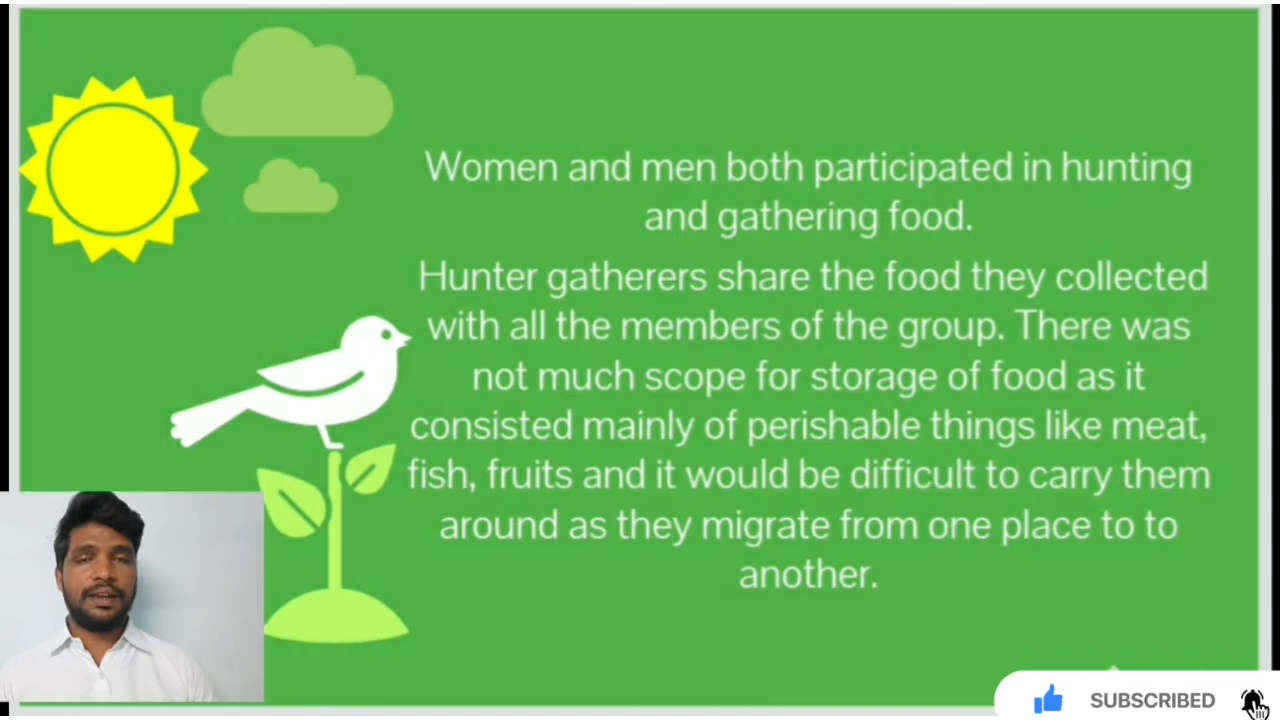 Women and men both participated in hunting
and gathering food.
Hunter gatherers share the food they collected
with all the members of the group. There was
not much scope for storage of food as it
consisted mainly of perishable things like meat,
fish, fruits and it would be difficult to carry them
around as they migrate from one place to to
another.
SUBSCRIBED